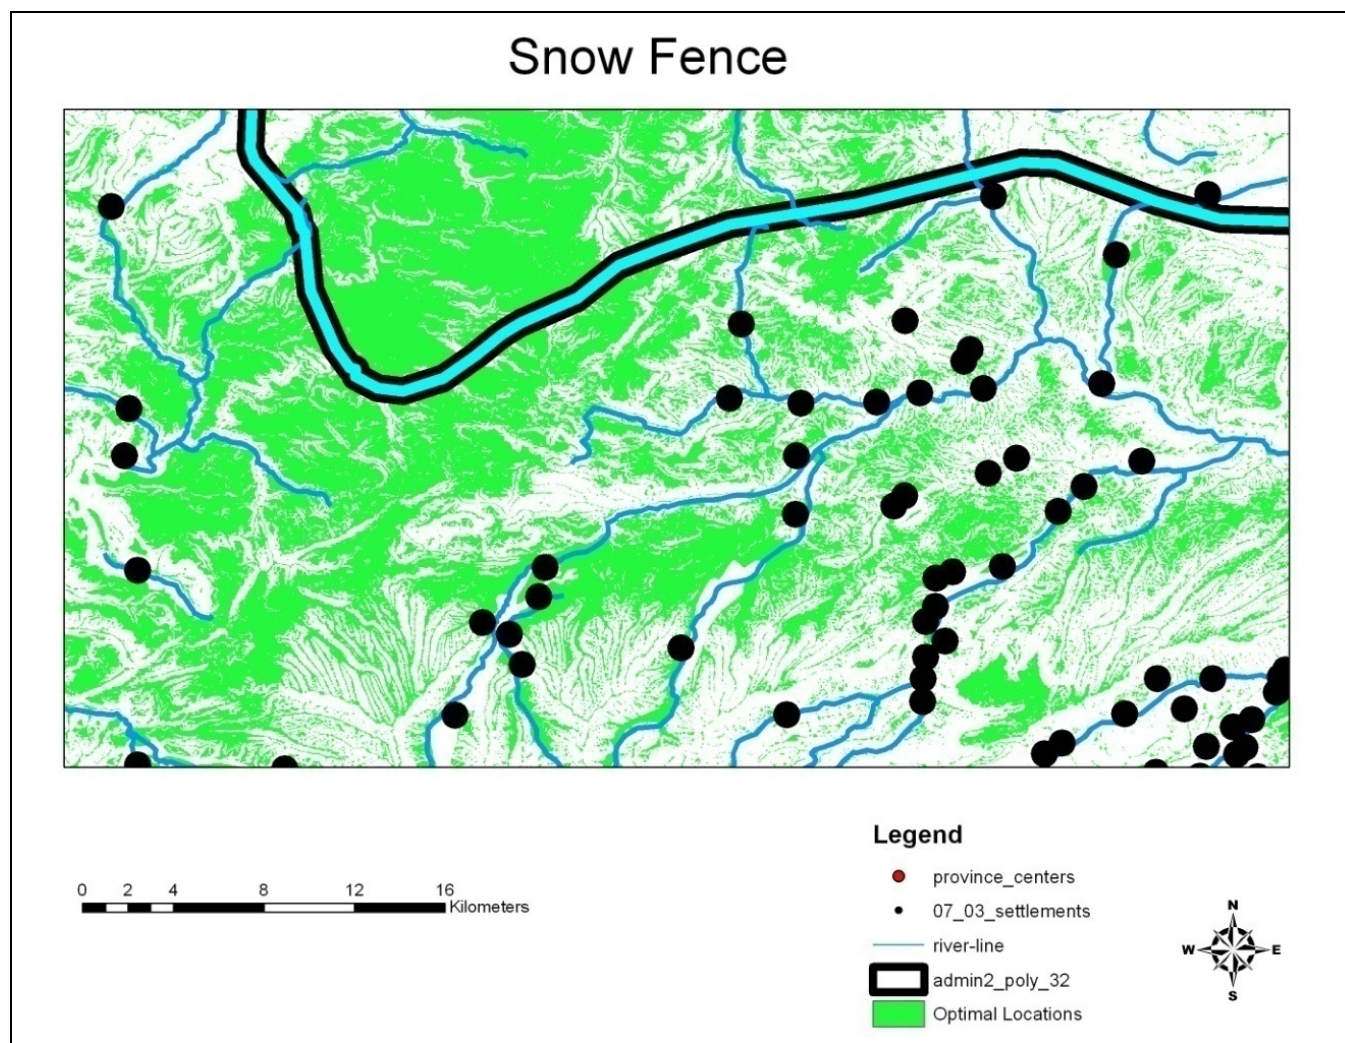 Snow Fence
0 2 4 8 12 16
Kilometers
Legend
province_centers
07_03_settlements
river-line
admin2_poly_32
Optimal Locations
N
W E
S